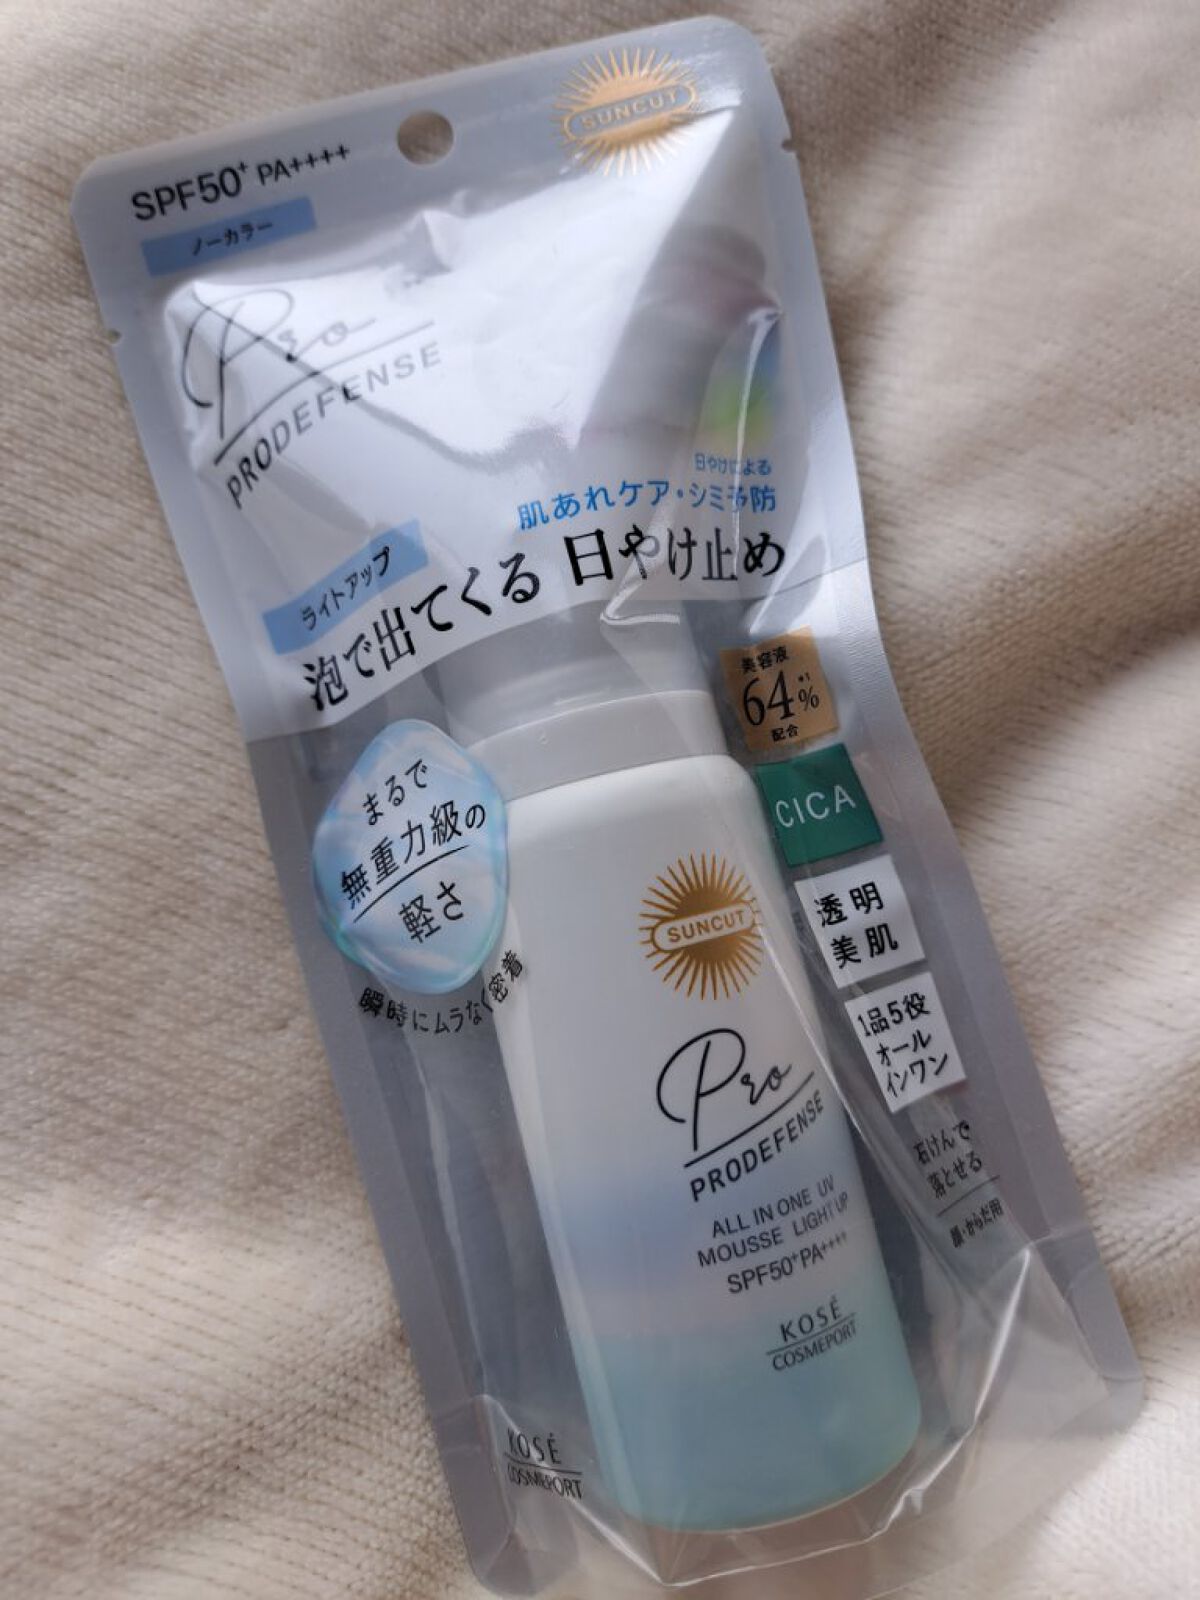 SUNCUT
SPF50+ PA++++
ノーカラー
Pro
PRODEFENSE
日やけによる
肌あれケア・シミ予防
ライトアップ
泡で出てくる 日やけ止め
美容液
64%
配合
まるで
無重力級の
軽さ
瞬時にムラなく密着
CICA
透明
美肌
1品5役
オール
インワン
石けんで
落とせる
顔・からだ用
SUNCUT
Pro
PRODEFENSE
ALL IN ONE UV
MOUSSE LIGHT UP
SPF50+PA++++
KOSÉ
COSMEPORT
KOSÉ
COSMEPORT